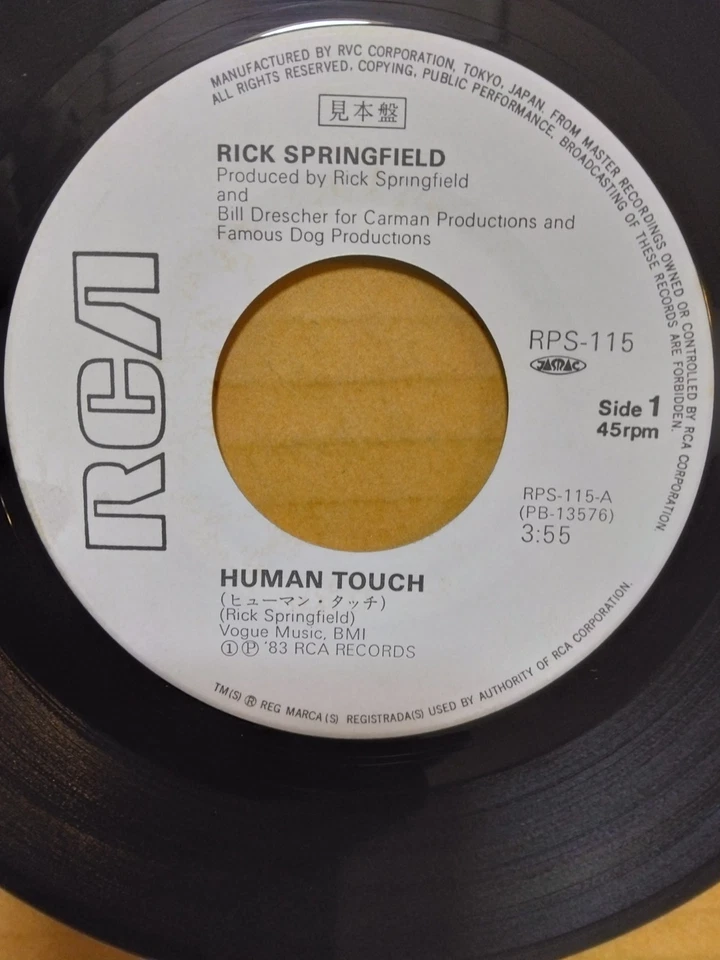 MANUFACTURED BY RVC CORPORATION, TOKYO, JAPAN. FROM MASTER RECORDINGS OWNED OR CONTROLLED BY RCA CORPORATION.
ALL RIGHTS RESERVED. COPYING, PUBLIC PERFORMANCE, BROADCASTING OF THESE RECORDS ARE FORBIDDEN.
見本盤
RICK SPRINGFIELD
Produced by Rick Springfield
and
Bill Drescher for Carman Productions and
Famous Dog Productions
RCA
RPS-115
JASRAC
Side 1
45rpm
RPS-115-A
(PB-13576)
3:55
HUMAN TOUCH
(ヒューマン・タッチ)
(Rick Springfield)
Vogue Music, BMI
①Ⓟ '83 RCA RECORDS
TM(S) ® REG MARCA(S) REGISTRADA(S) USED BY AUTHORITY OF RCA CORPORATION.